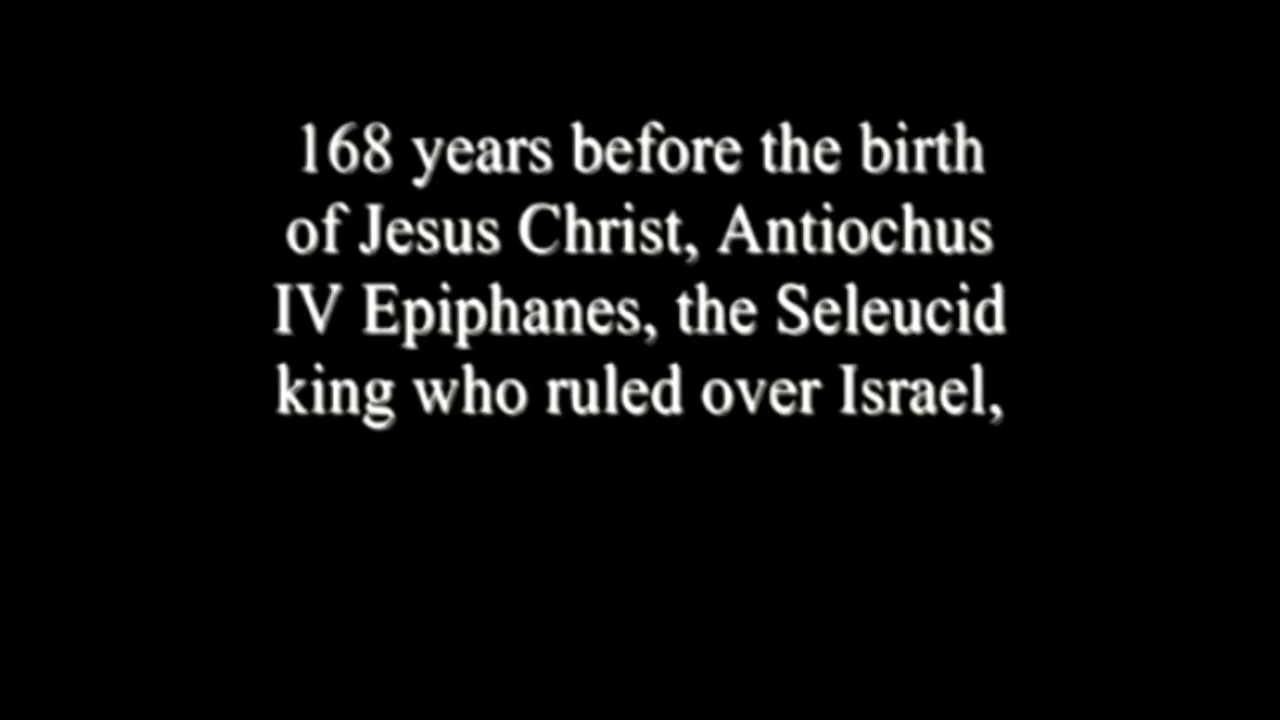 168 years before the birth
of Jesus Christ, Antiochus
IV Epiphanes, the Seleucid
king who ruled over Israel,